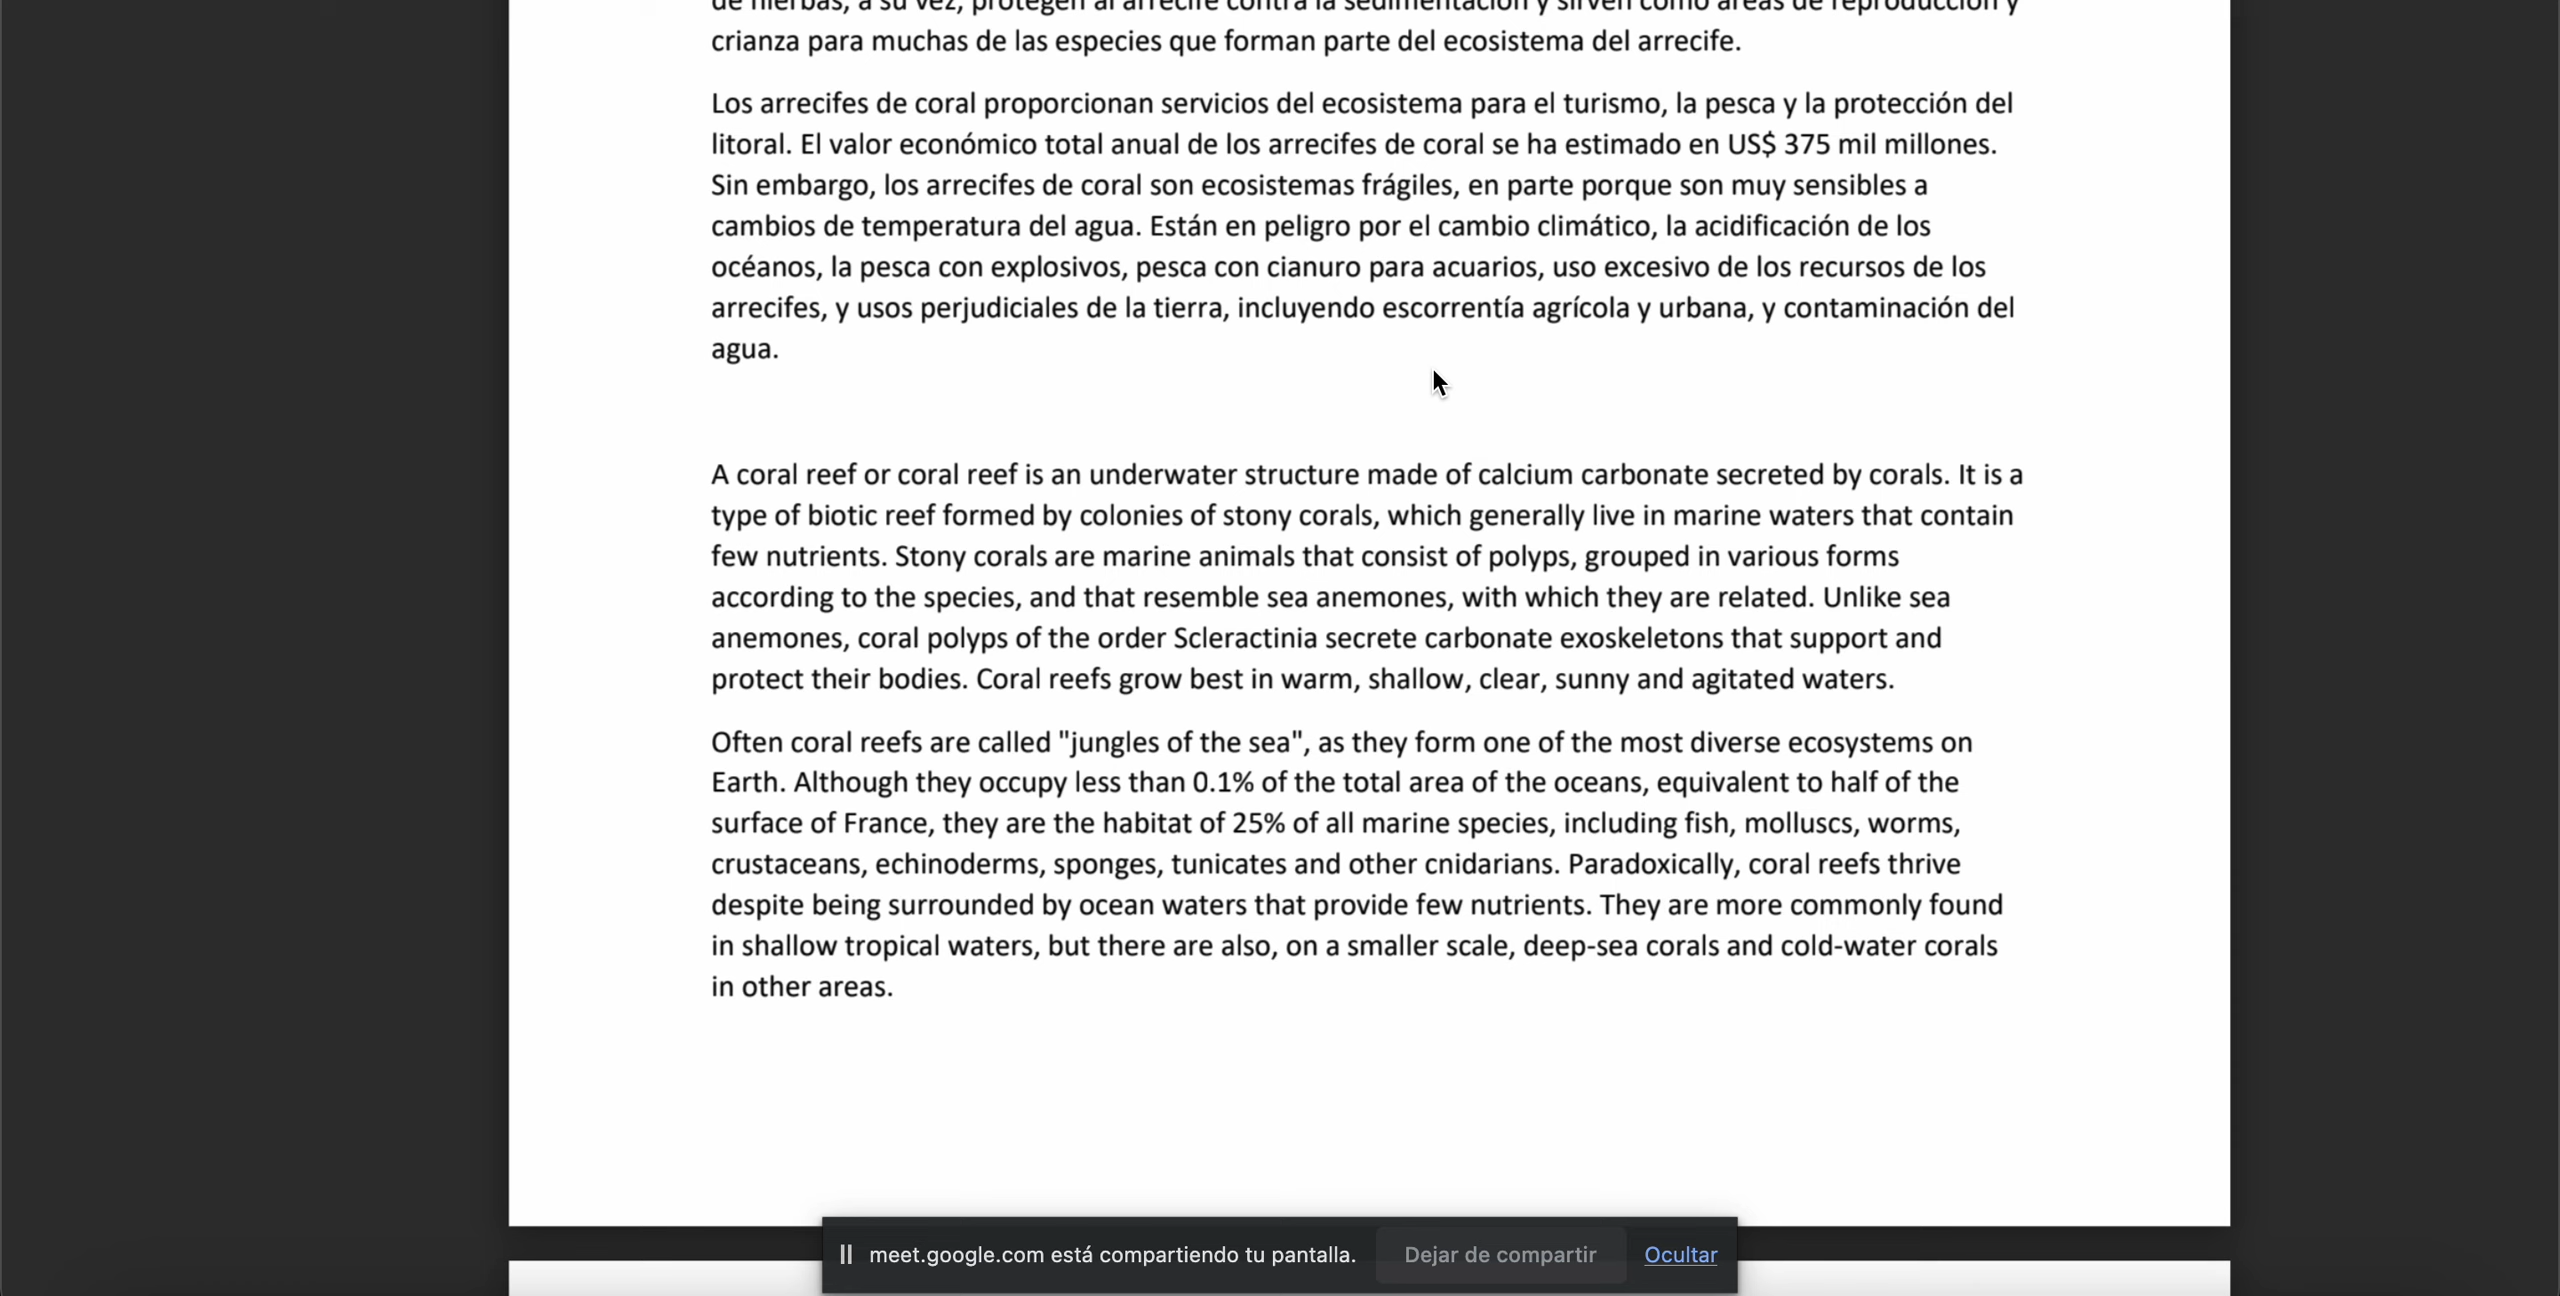 de hierbas, a su vez, protegen al arrecife contra la sedimentación y sirven como áreas de reproducción y
crianza para muchas de las especies que forman parte del ecosistema del arrecife.
Los arrecifes de coral proporcionan servicios del ecosistema para el turismo, la pesca y la protección del
litoral. El valor económico total anual de los arrecifes de coral se ha estimado en US$ 375 mil millones.
Sin embargo, los arrecifes de coral son ecosistemas frágiles, en parte porque son muy sensibles a
cambios de temperatura del agua. Están en peligro por el cambio climático, la acidificación de los
océanos, la pesca con explosivos, pesca con cianuro para acuarios, uso excesivo de los recursos de los
arrecifes, y usos perjudiciales de la tierra, incluyendo escorrentía agrícola y urbana, y contaminación del
agua.
A coral reef or coral reef is an underwater structure made of calcium carbonate secreted by corals. It is a
type of biotic reef formed by colonies of stony corals, which generally live in marine waters that contain
few nutrients. Stony corals are marine animals that consist of polyps, grouped in various forms
according to the species, and that resemble sea anemones, with which they are related. Unlike sea
anemones, coral polyps of the order Scleractinia secrete carbonate exoskeletons that support and
protect their bodies. Coral reefs grow best in warm, shallow, clear, sunny and agitated waters.
Often coral reefs are called "jungles of the sea", as they form one of the most diverse ecosystems on
Earth. Although they occupy less than 0.1% of the total area of the oceans, equivalent to half of the
surface of France, they are the habitat of 25% of all marine species, including fish, molluscs, worms,
crustaceans, echinoderms, sponges, tunicates and other cnidarians. Paradoxically, coral reefs thrive
despite being surrounded by ocean waters that provide few nutrients. They are more commonly found
in shallow tropical waters, but there are also, on a smaller scale, deep-sea corals and cold-water corals
in other areas.
meet.google.com está compartiendo tu pantalla. Dejar de compartir Ocultar